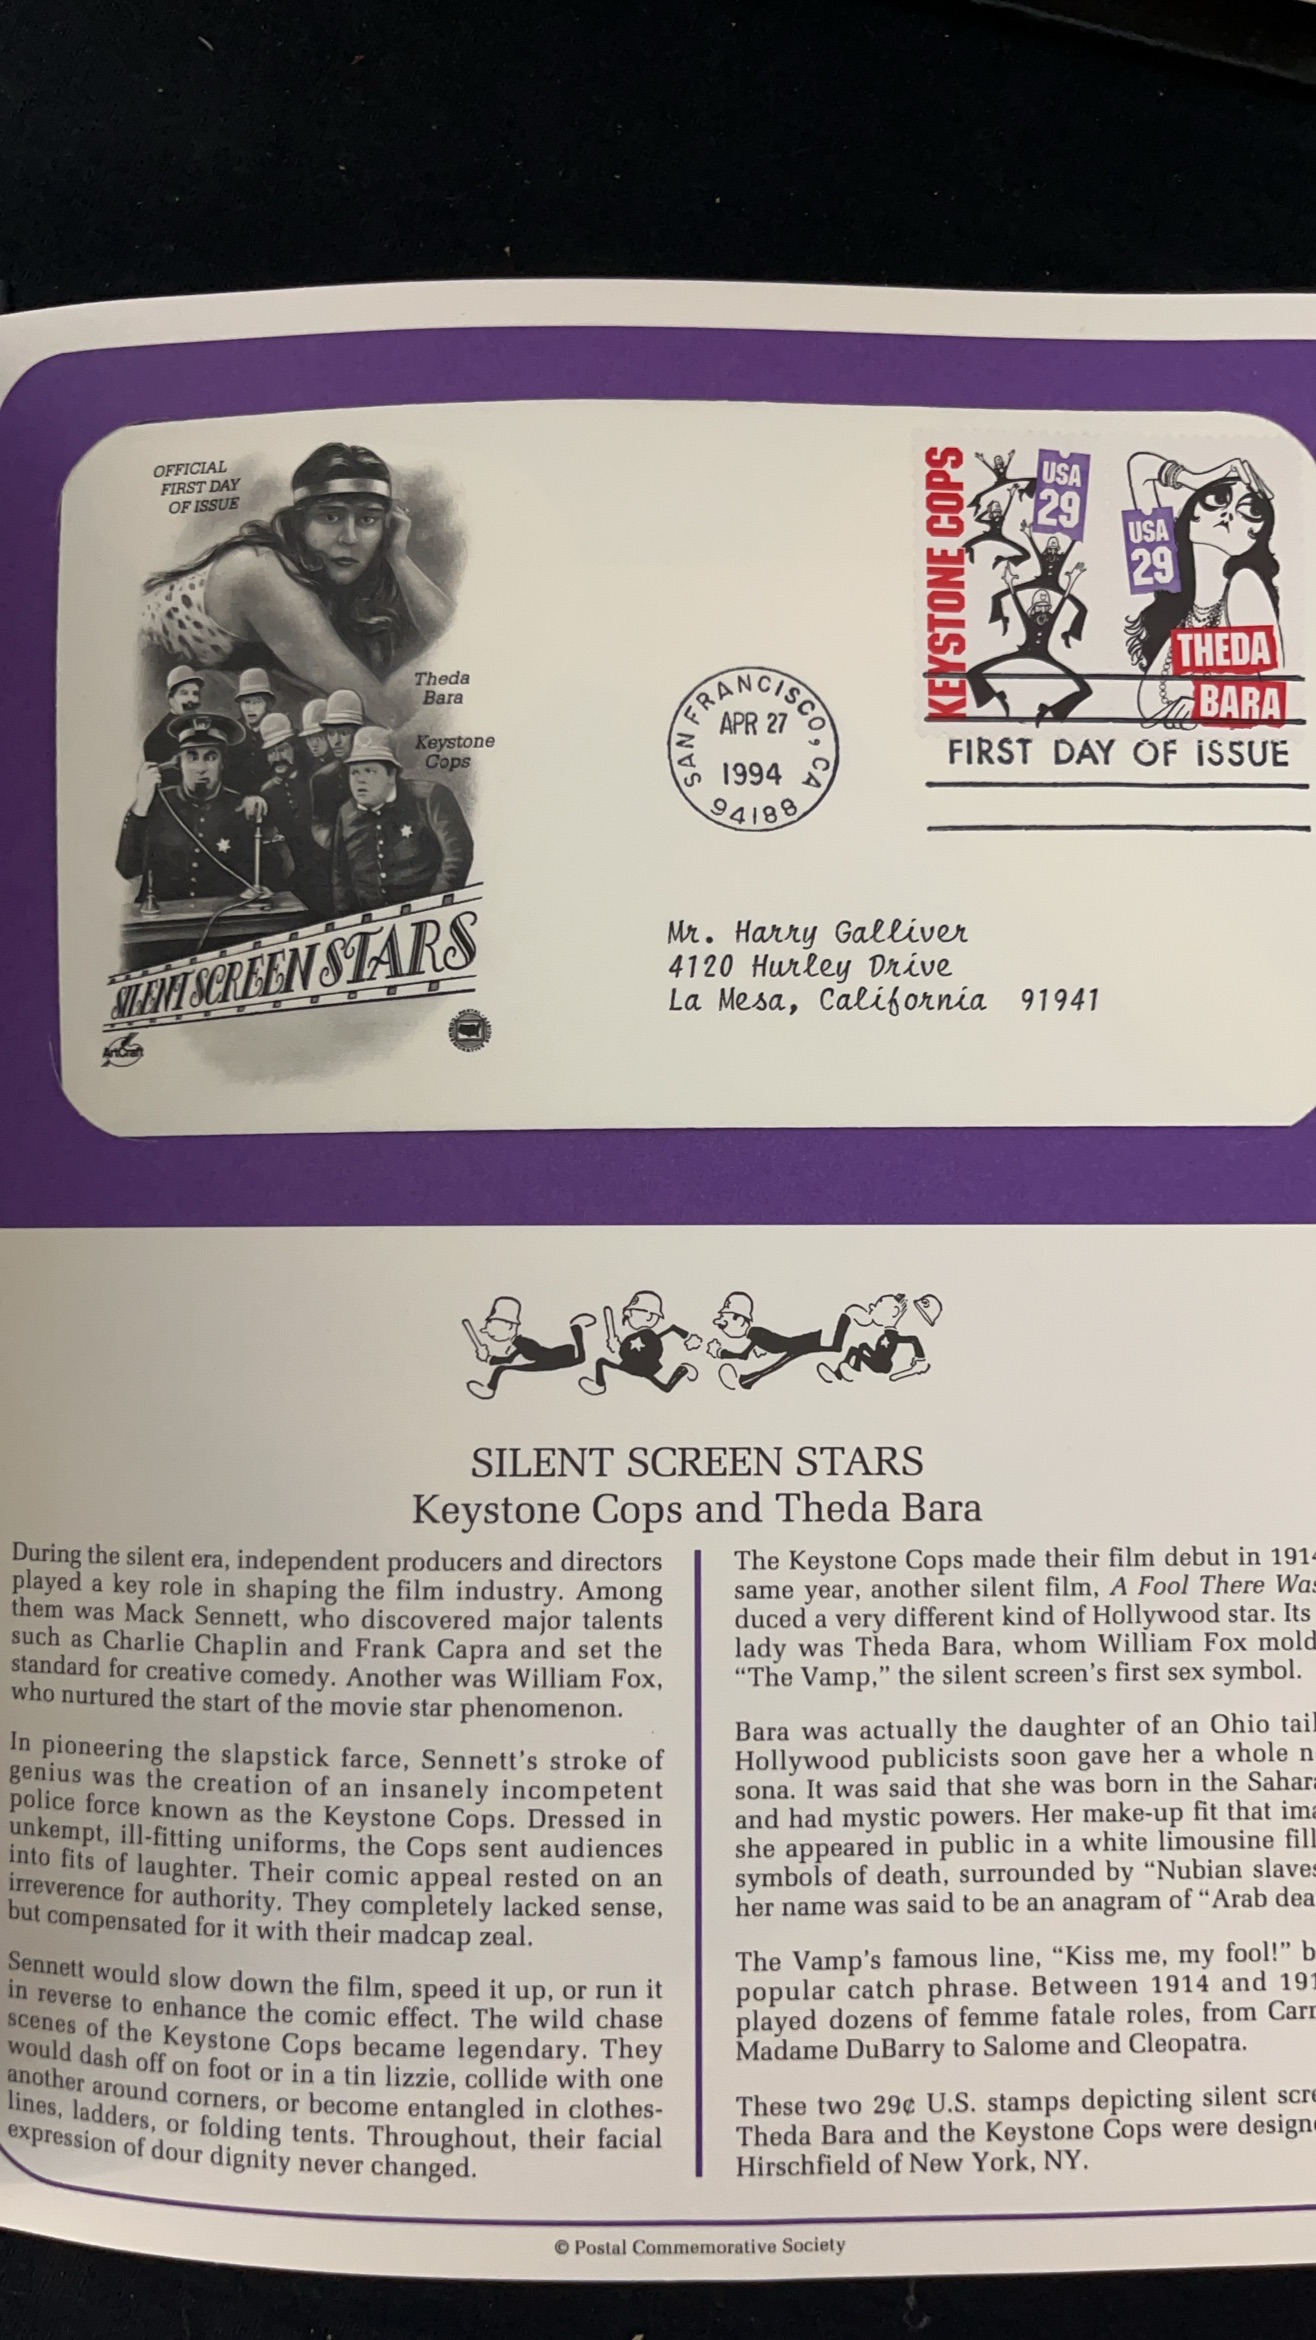 OFFICIAL
FIRST DAY
OF ISSUE
Theda
Bara
Keystone
Cops
SILENT SCREEN STARS
ArtCraft
KEYSTONE COPS
USA
29
USA
29
THEDA
BARA
SAN FRANCISCO, CA
APR 27
1994
94188
FIRST DAY OF ISSUE
Mr. Harry Galliver
4120 Hurley Drive
La Mesa, California 91941
SILENT SCREEN STARS
Keystone Cops and Theda Bara
During the silent era, independent producers and directors
played a key role in shaping the film industry. Among
them was Mack Sennett, who discovered major talents
such as Charlie Chaplin and Frank Capra and set the
standard for creative comedy. Another was William Fox,
who nurtured the start of the movie star phenomenon.
In pioneering the slapstick farce, Sennett's stroke of
genius was the creation of an insanely incompetent
police force known as the Keystone Cops. Dressed in
unkempt, ill-fitting uniforms, the Cops sent audiences
into fits of laughter. Their comic appeal rested on an
irreverence for authority. They completely lacked sense,
but compensated for it with their madcap zeal.
Sennett would slow down the film, speed it up, or run it
in reverse to enhance the comic effect. The wild chase
scenes of the Keystone Cops became legendary. They
would dash off on foot or in a tin lizzie, collide with one
another around corners, or become entangled in clothes-
lines, ladders, or folding tents. Throughout, their facial
expression of dour dignity never changed.
The Keystone Cops made their film debut in 1914
same year, another silent film, A Fool There Was
duced a very different kind of Hollywood star. Its
lady was Theda Bara, whom William Fox mold
"The Vamp," the silent screen's first sex symbol.
Bara was actually the daughter of an Ohio tail
Hollywood publicists soon gave her a whole n
sona. It was said that she was born in the Sahar
and had mystic powers. Her make-up fit that ima
she appeared in public in a white limousine fill
symbols of death, surrounded by "Nubian slaves
her name was said to be an anagram of "Arab dea
The Vamp's famous line, "Kiss me, my fool!" b
popular catch phrase. Between 1914 and 191
played dozens of femme fatale roles, from Carm
Madame DuBarry to Salome and Cleopatra.
These two 29¢ U.S. stamps depicting silent scre
Theda Bara and the Keystone Cops were design
Hirschfield of New York, NY.
© Postal Commemorative Society